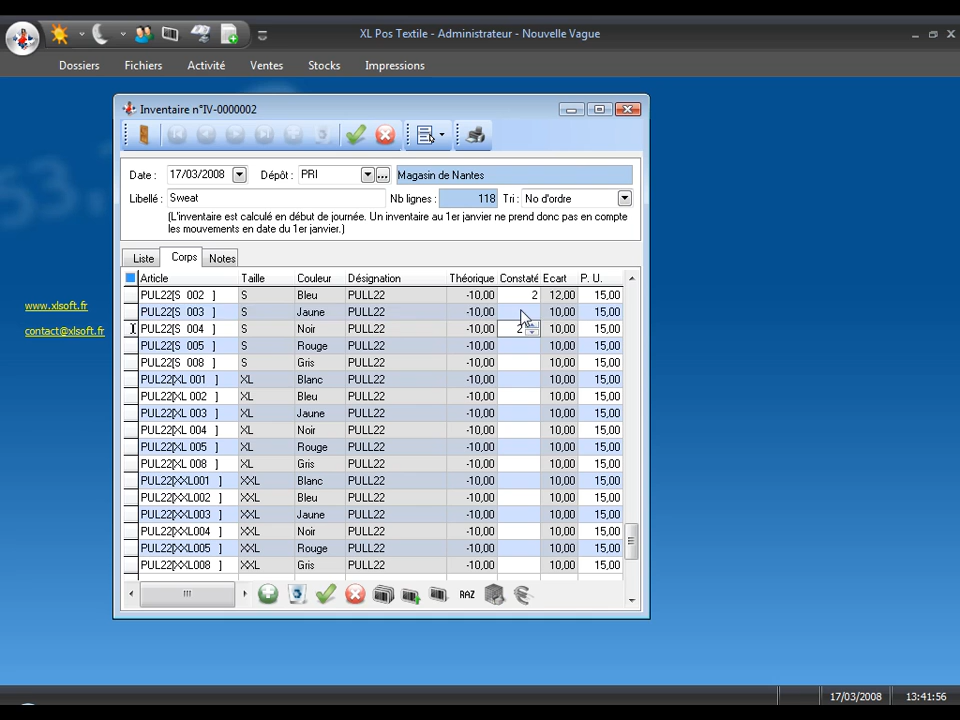 XL Pos Textile - Administrateur - Nouvelle Vague
Dossiers Fichiers Activité Ventes Stocks Impressions
www.xlsoft.fr
contact@xlsoft.fr
Inventaire n°IV-0000002
Date : 17/03/2008 Dépôt : PRI ... Magasin de Nantes
Libellé : Sweat Nb lignes : 118 Tri : No d'ordre
(L'inventaire est calculé en début de journée. Un inventaire au 1er janvier ne prend donc pas en compte
les mouvements en date du 1er janvier.)
Liste Corps Notes
Article Taille Couleur Désignation Théorique Constaté Ecart P. U.
PUL22[S 002 ] S Bleu PULL22 -10,00 2 12,00 15,00
PUL22[S 003 ] S Jaune PULL22 -10,00 10,00 15,00
PUL22[S 004 ] S Noir PULL22 -10,00 2 10,00 15,00
PUL22[S 005 ] S Rouge PULL22 -10,00 10,00 15,00
PUL22[S 008 ] S Gris PULL22 -10,00 10,00 15,00
PUL22[XL 001 ] XL Blanc PULL22 -10,00 10,00 15,00
PUL22[XL 002 ] XL Bleu PULL22 -10,00 10,00 15,00
PUL22[XL 003 ] XL Jaune PULL22 -10,00 10,00 15,00
PUL22[XL 004 ] XL Noir PULL22 -10,00 10,00 15,00
PUL22[XL 005 ] XL Rouge PULL22 -10,00 10,00 15,00
PUL22[XL 008 ] XL Gris PULL22 -10,00 10,00 15,00
PUL22[XXL001 ] XXL Blanc PULL22 -10,00 10,00 15,00
PUL22[XXL002 ] XXL Bleu PULL22 -10,00 10,00 15,00
PUL22[XXL003 ] XXL Jaune PULL22 -10,00 10,00 15,00
PUL22[XXL004 ] XXL Noir PULL22 -10,00 10,00 15,00
PUL22[XXL005 ] XXL Rouge PULL22 -10,00 10,00 15,00
PUL22[XXL008 ] XXL Gris PULL22 -10,00 10,00 15,00
RAZ
17/03/2008 13:41:56